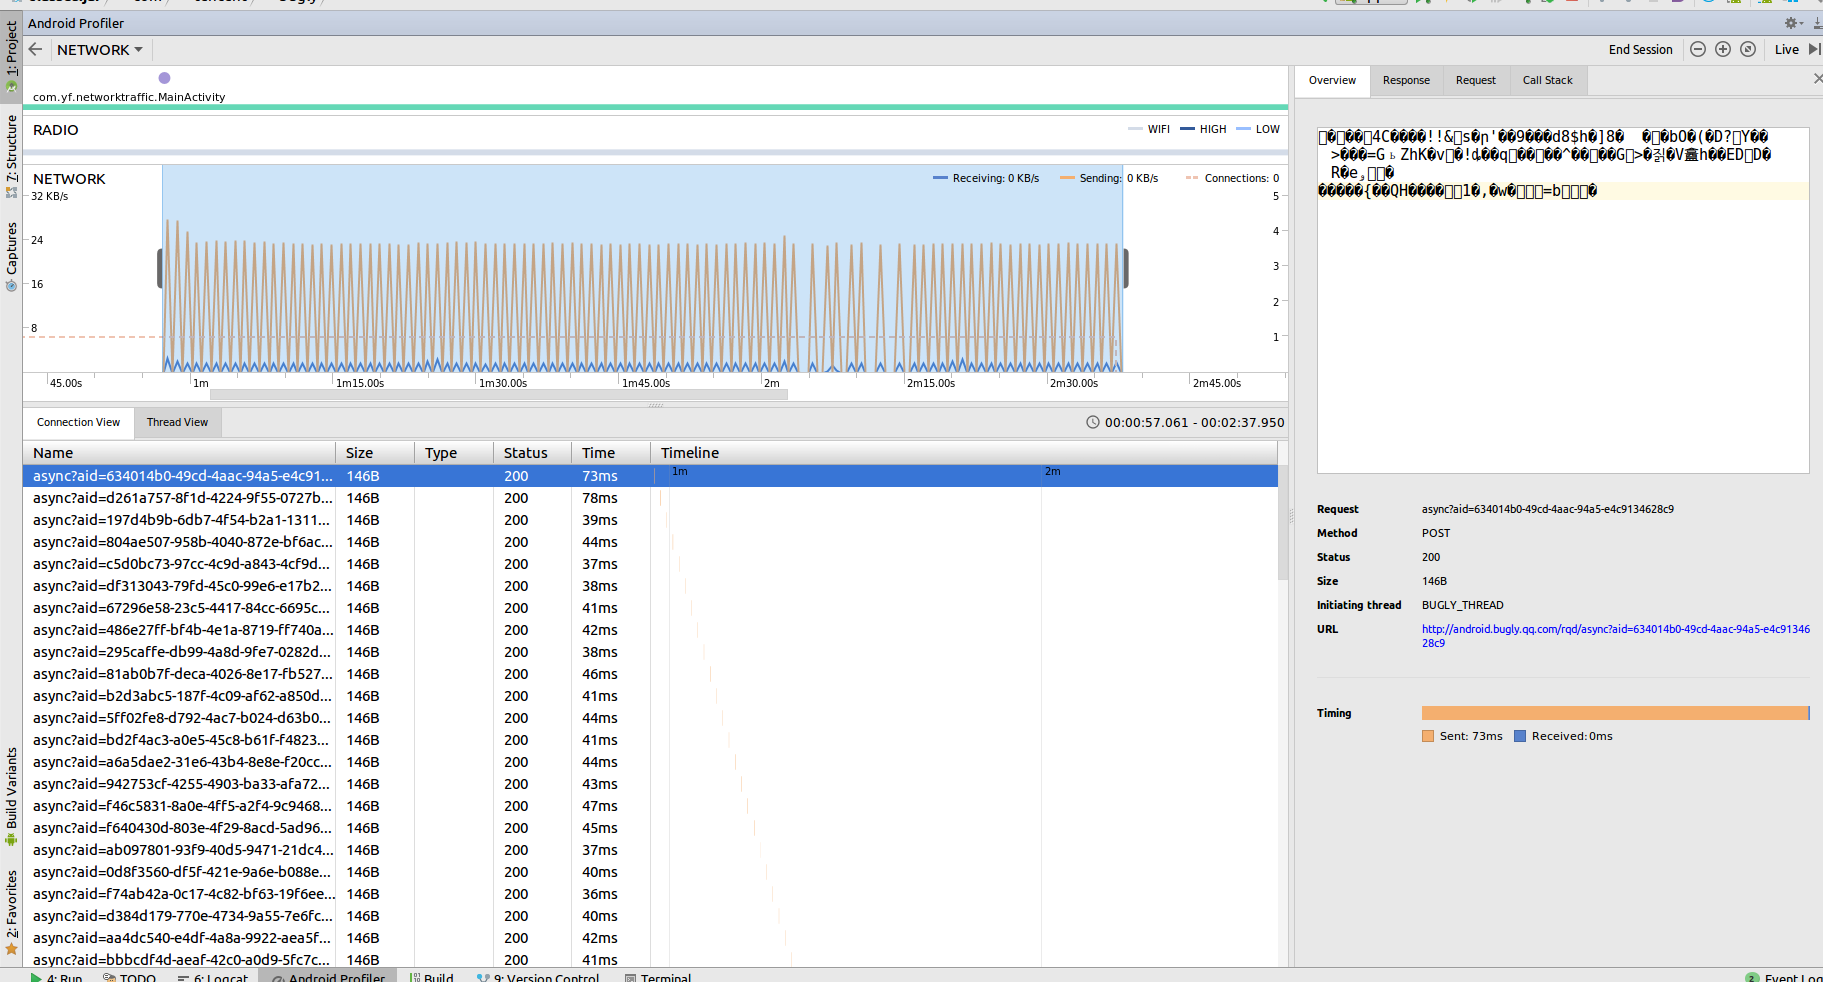 Android Profiler
NETWORK
End Session
Live
com.yf.networktraffic.MainActivity
RADIO
WIFI HIGH LOW
NETWORK
Receiving: 0 KB/s Sending: 0 KB/s Connections: 0
32 KB/s
24
16
8
5
4
3
2
1
45.00s 1m 1m15.00s 1m30.00s 1m45.00s 2m 2m15.00s 2m30.00s 2m45.00s
Connection View Thread View 00:00:57.061 - 00:02:37.950
Name Size Type Status Time Timeline
1m 2m
async?aid=634014b0-49cd-4aac-94a5-e4c91... 146B 200 73ms
async?aid=d261a757-8f1d-4224-9f55-0727b... 146B 200 78ms
async?aid=197d4b9b-6db7-4f54-b2a1-1311... 146B 200 39ms
async?aid=804ae507-958b-4040-872e-bf6ac... 146B 200 44ms
async?aid=c5d0bc73-97cc-4c9d-a843-4cf9d... 146B 200 37ms
async?aid=df313043-79fd-45c0-99e6-e17b2... 146B 200 38ms
async?aid=67296e58-23c5-4417-84cc-6695c... 146B 200 41ms
async?aid=486e27ff-bf4b-4e1a-8719-ff740a... 146B 200 42ms
async?aid=295caffe-db99-4a8d-9fe7-0282d... 146B 200 38ms
async?aid=81ab0b7f-deca-4026-8e17-fb527... 146B 200 46ms
async?aid=b2d3abc5-187f-4c09-af62-a850d... 146B 200 41ms
async?aid=5ff02fe8-d792-4ac7-b024-d63b0... 146B 200 44ms
async?aid=bd2f4ac3-a0e5-45c8-b61f-f4823... 146B 200 41ms
async?aid=a6a5dae2-31e6-43b4-8e8e-f20cc... 146B 200 44ms
async?aid=942753cf-4255-4903-ba33-afa72... 146B 200 43ms
async?aid=f46c5831-8a0e-4ff5-a2f4-9c9468... 146B 200 47ms
async?aid=f640430d-803e-4f29-8acd-5ad96... 146B 200 45ms
async?aid=ab097801-93f9-40d5-9471-21dc4... 146B 200 37ms
async?aid=0d8f3560-df5f-421e-9a6e-b088e... 146B 200 40ms
async?aid=f74ab42a-0c17-4c82-bf63-19f6ee... 146B 200 36ms
async?aid=d384d179-770e-4734-9a55-7e6fc... 146B 200 40ms
async?aid=aa4dc540-e4df-4a8a-9922-aea5f... 146B 200 42ms
async?aid=bbbcdf4d-aeaf-42c0-a0d9-5fc7c... 146B 200 41ms
Overview Response Request Call Stack
Request async?aid=634014b0-49cd-4aac-94a5-e4c9134628c9
Method POST
Status 200
Size 146B
Initiating thread BUGLY_THREAD
URL http://android.bugly.qq.com/rqd/async?aid=634014b0-49cd-4aac-94a5-e4c91346
28c9
Timing
Sent: 73ms Received: 0ms
1: Project
7: Structure
Captures
Build Variants
2: Favorites
4: Run TODO 6: Logcat Android Profiler Build 9: Version Control Terminal 2 Event Log